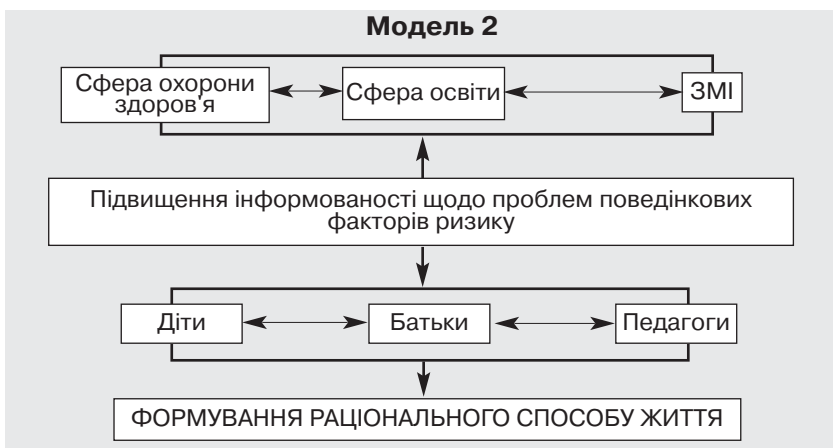 Модель 2
Сфера охорони
здоров'я
Сфера освіти
ЗМІ
Підвищення інформованості щодо проблем поведінкових
факторів ризику
Діти
Батьки
Педагоги
ФОРМУВАННЯ РАЦІОНАЛЬНОГО СПОСОБУ ЖИТТЯ